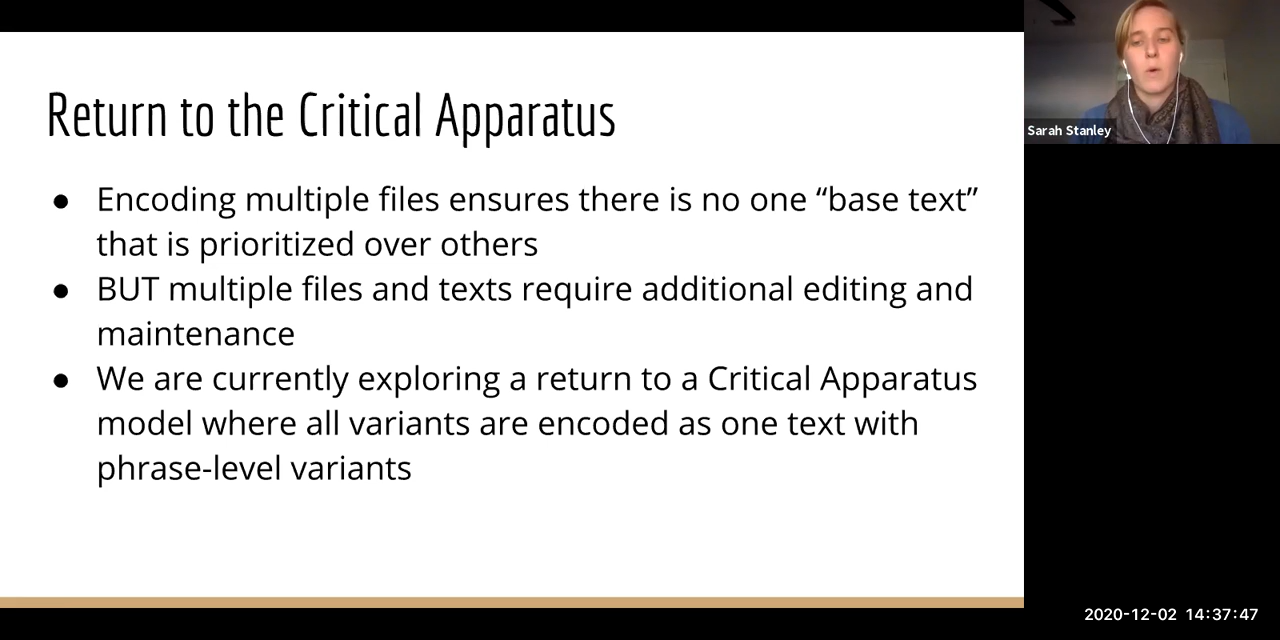 Return to the Critical Apparatus
● Encoding multiple files ensures there is no one “base text”
that is prioritized over others
● BUT multiple files and texts require additional editing and
maintenance
● We are currently exploring a return to a Critical Apparatus
model where all variants are encoded as one text with
phrase-level variants
Sarah Stanley
2020-12-02 14:37:47